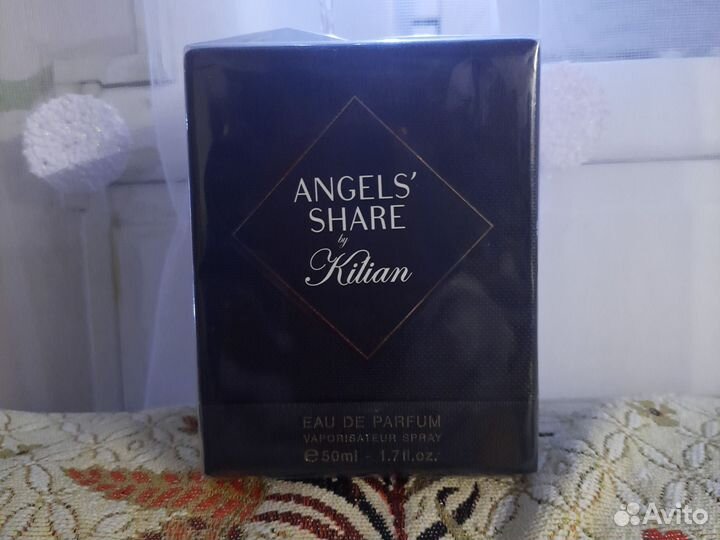 ANGELS'
SHARE
by
Kilian
EAU DE PARFUM
VAPORISATEUR SPRAY
℮50ml - 1.7fl.oz.
Avito